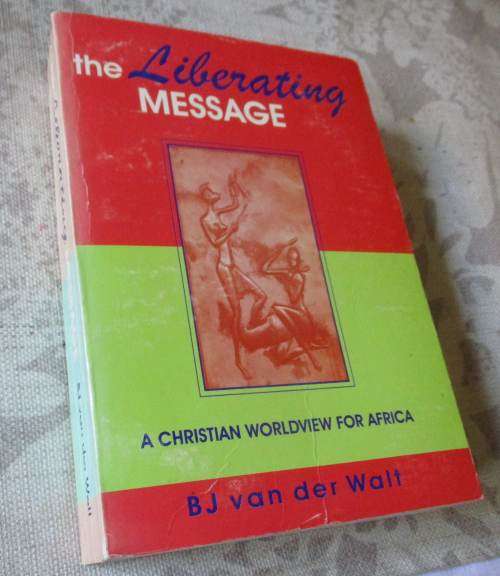 the Liberating
MESSAGE
A CHRISTIAN WORLDVIEW FOR AFRICA
BJ van der Walt